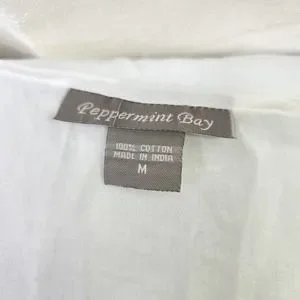 Peppermint Bay
100% COTTON
MADE IN INDIA
M